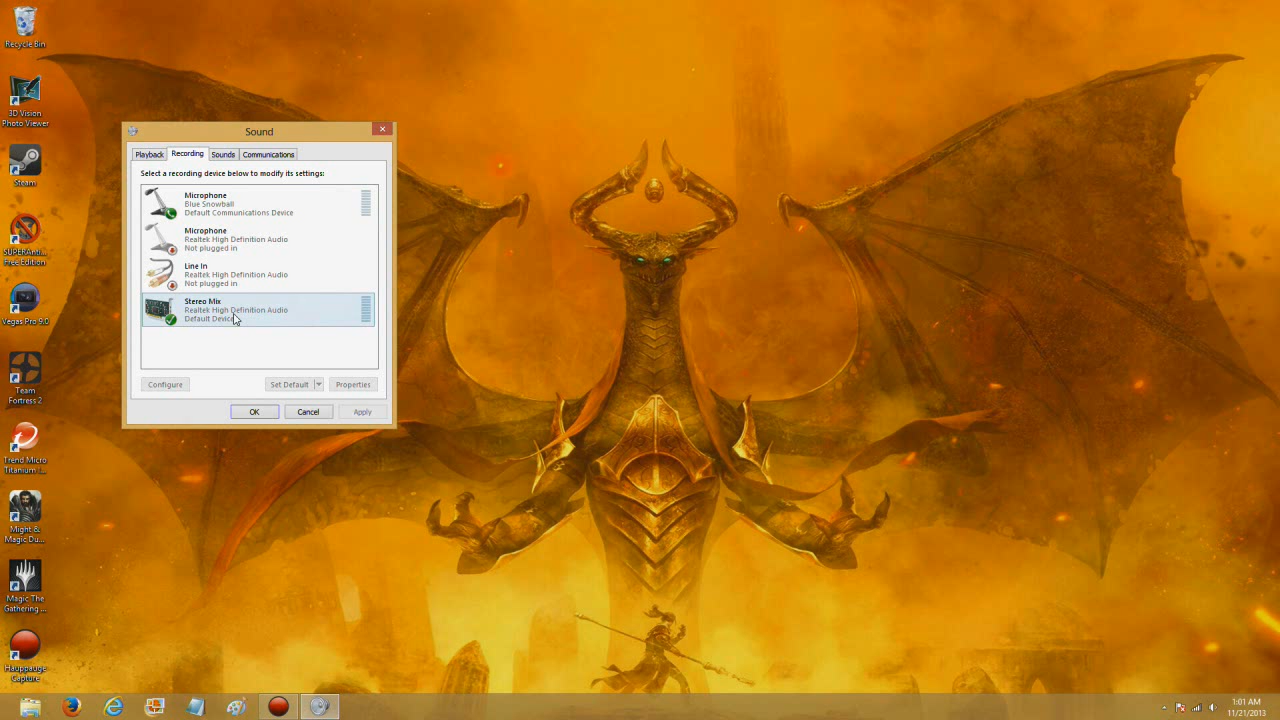 Recycle Bin
3D Vision
Photo Viewer
Steam
SUPERAnti...
Free Edition
Vegas Pro 9.0
Team
Fortress 2
Trend Micro
Titanium I...
Might &
Magic Du...
Magic The
Gathering ...
Hauppauge
Capture
Sound
Playback
Recording
Sounds
Communications
Select a recording device below to modify its settings:
Microphone
Blue Snowball
Default Communications Device
Microphone
Realtek High Definition Audio
Not plugged in
Line In
Realtek High Definition Audio
Not plugged in
Stereo Mix
Realtek High Definition Audio
Default Device
Configure
Set Default
Properties
OK
Cancel
Apply
1:01 AM
11/21/2013